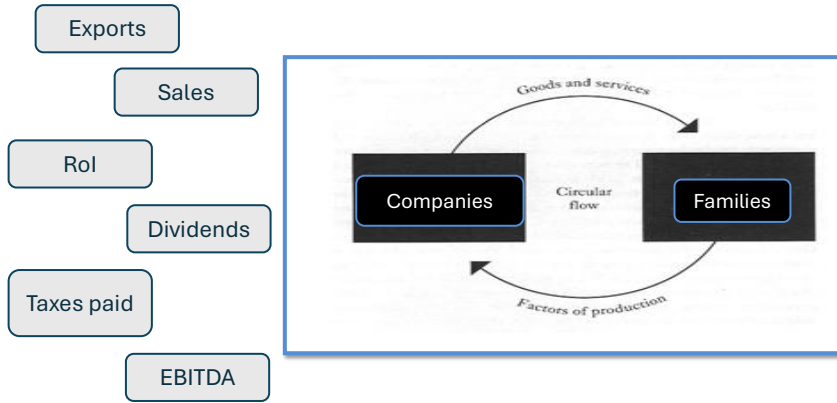 Exports
Sales
RoI
Dividends
Taxes paid
EBITDA
Goods and services
Companies
Circular
flow
Families
Factors of production